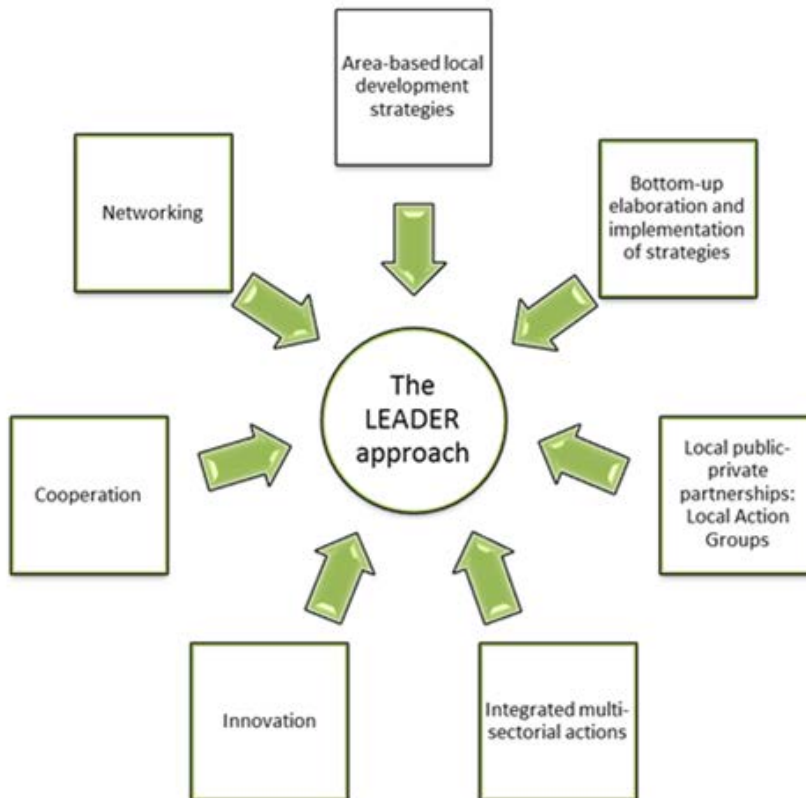 Area-based local
development
strategies
Bottom-up
elaboration and
implementation
of strategies
Local public-
private
partnerships:
Local Action
Groups
Integrated multi-
sectorial actions
Innovation
Cooperation
Networking
The
LEADER
approach